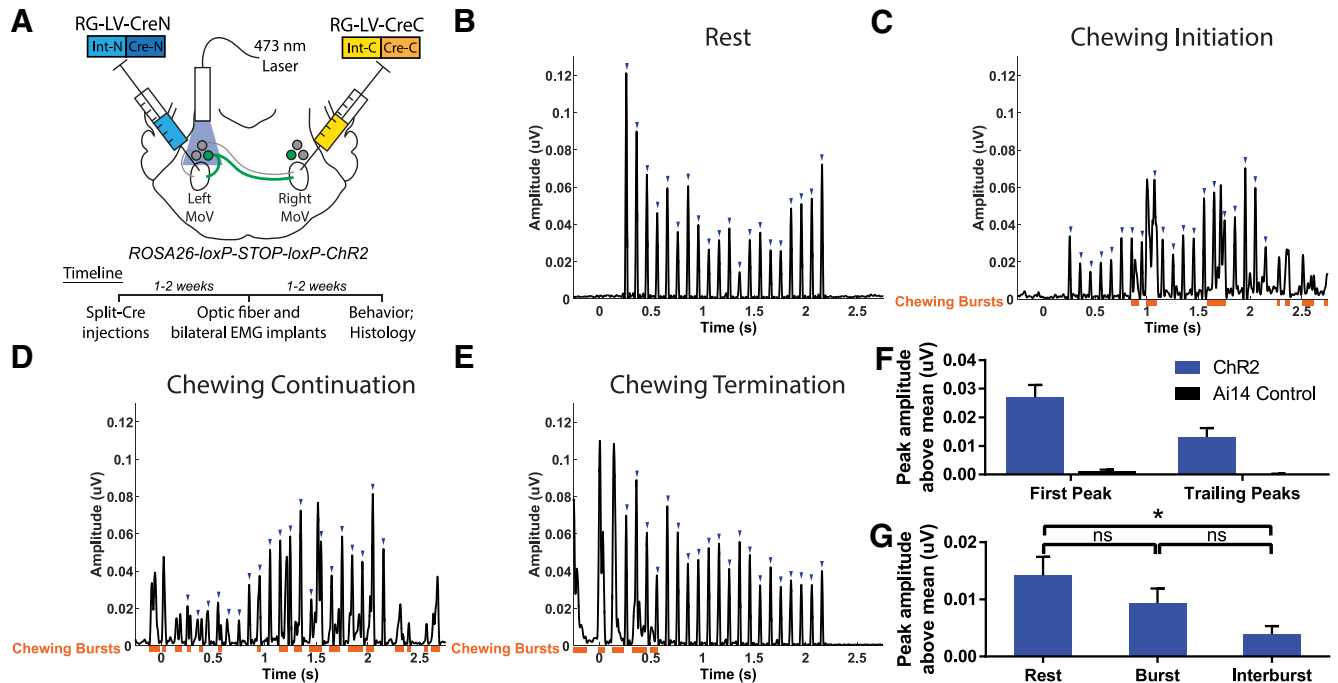 A
RG-LV-CreN
Int-N Cre-N
473 nm
Laser
RG-LV-CreC
Int-C Cre-C
Left
MoV
Right
MoV
ROSA26-loxP-STOP-loxP-ChR2
Timeline
1-2 weeks 1-2 weeks
Split-Cre
injections
Optic fiber and
bilateral EMG implants
Behavior;
Histology
B
Rest
Amplitude (uV)
0.12
0.1
0.08
0.06
0.04
0.02
0
0 0.5 1 1.5 2 2.5
Time (s)
C
Chewing Initiation
Amplitude (uV)
0.12
0.1
0.08
0.06
0.04
0.02
0
Chewing Bursts
0 0.5 1 1.5 2 2.5
Time (s)
D
Chewing Continuation
Amplitude (uV)
0.12
0.1
0.08
0.06
0.04
0.02
0
Chewing Bursts
0 0.5 1 1.5 2 2.5
Time (s)
E
Chewing Termination
Amplitude (uV)
0.12
0.1
0.08
0.06
0.04
0.02
0
Chewing Bursts
0 0.5 1 1.5 2 2.5
Time (s)
F
Peak amplitude
above mean (uV)
0.04
0.03
0.02
0.01
0.00
ChR2
Ai14 Control
First Peak Trailing Peaks
G
Peak amplitude
above mean (uV)
0.02
0.01
0.00
*
ns ns
Rest Burst Interburst